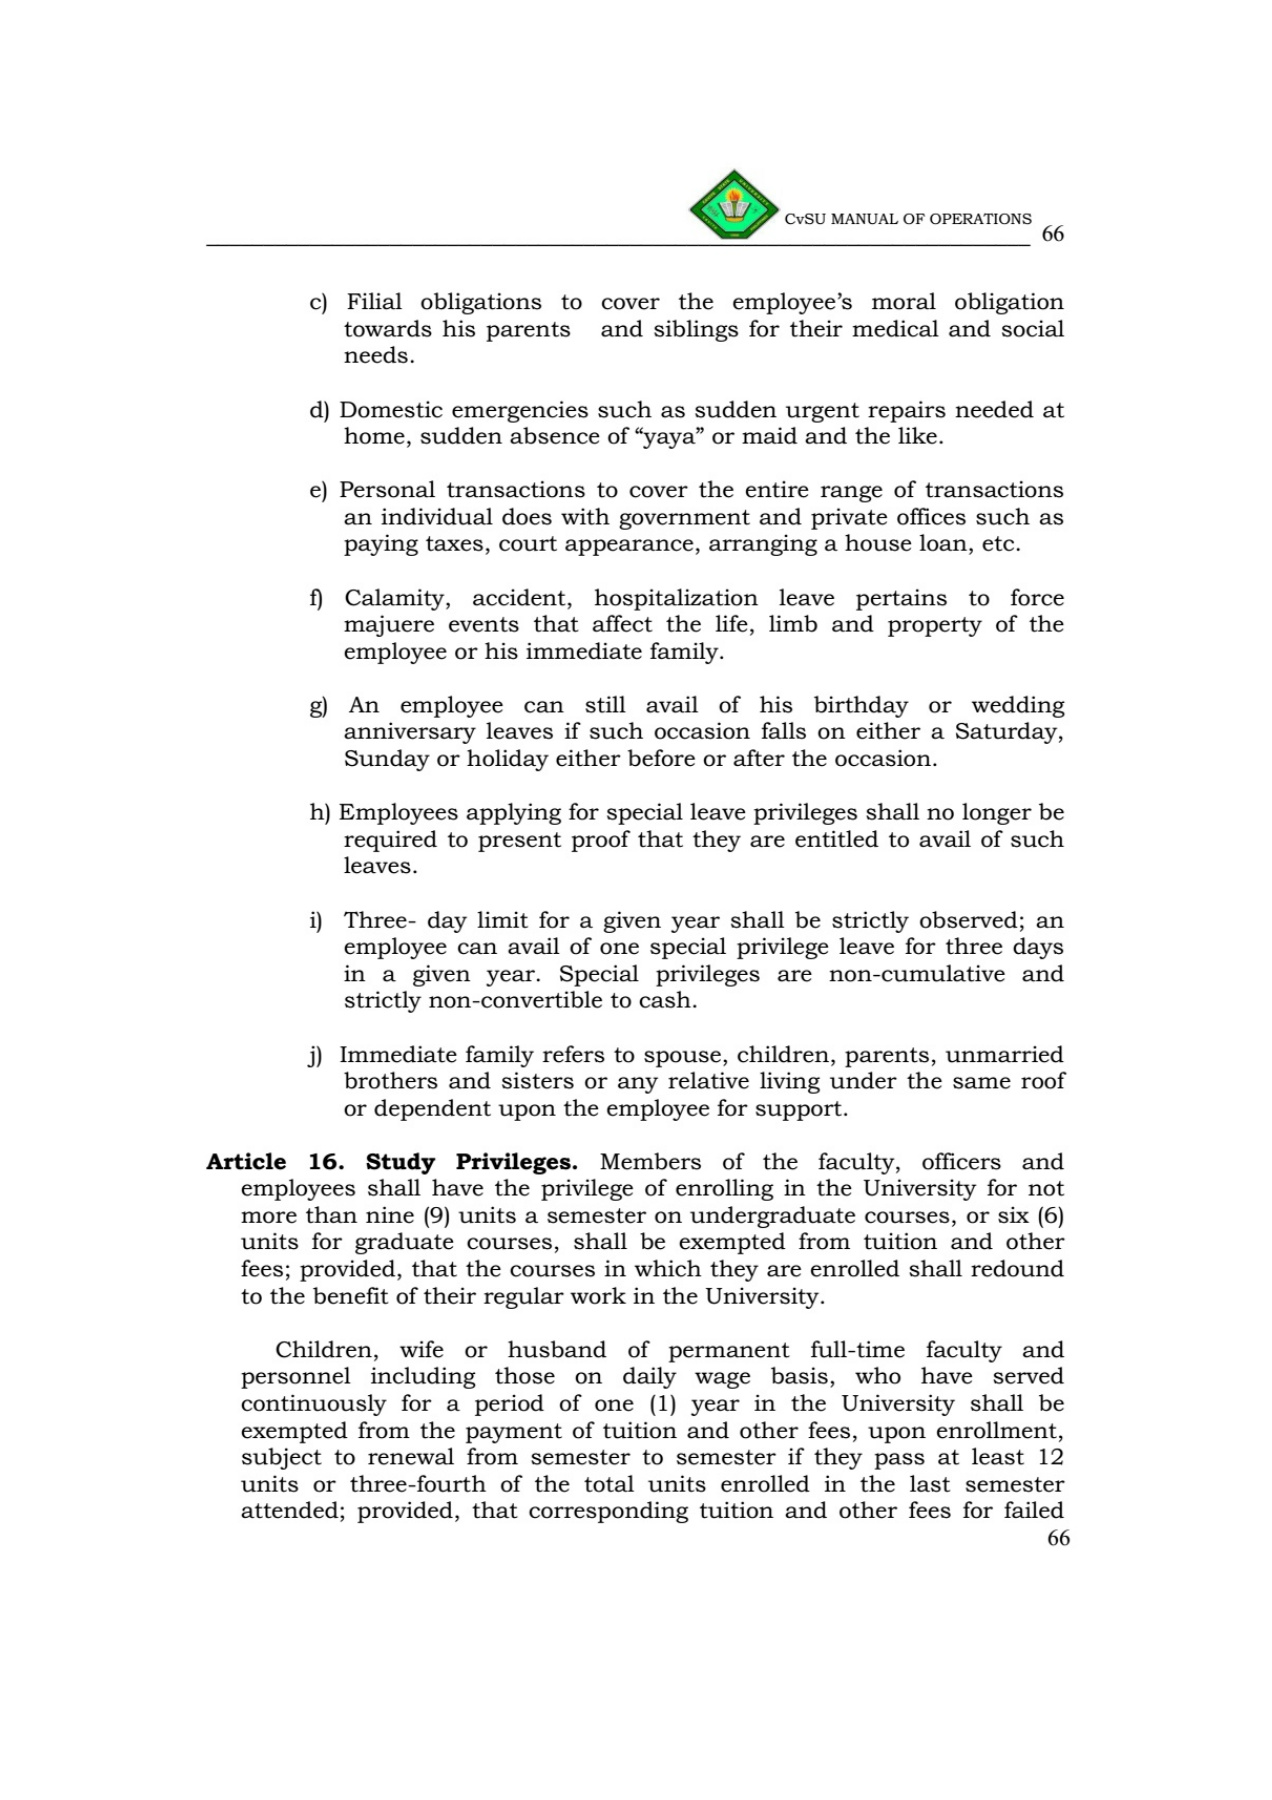 CvSU MANUAL OF OPERATIONS
66
c) Filial obligations to cover the employee’s moral obligation
towards his parents and siblings for their medical and social
needs.
d) Domestic emergencies such as sudden urgent repairs needed at
home, sudden absence of “yaya” or maid and the like.
e) Personal transactions to cover the entire range of transactions
an individual does with government and private offices such as
paying taxes, court appearance, arranging a house loan, etc.
f) Calamity, accident, hospitalization leave pertains to force
majuere events that affect the life, limb and property of the
employee or his immediate family.
g) An employee can still avail of his birthday or wedding
anniversary leaves if such occasion falls on either a Saturday,
Sunday or holiday either before or after the occasion.
h) Employees applying for special leave privileges shall no longer be
required to present proof that they are entitled to avail of such
leaves.
i) Three- day limit for a given year shall be strictly observed; an
employee can avail of one special privilege leave for three days
in a given year. Special privileges are non-cumulative and
strictly non-convertible to cash.
j) Immediate family refers to spouse, children, parents, unmarried
brothers and sisters or any relative living under the same roof
or dependent upon the employee for support.
Article 16. Study Privileges. Members of the faculty, officers and
employees shall have the privilege of enrolling in the University for not
more than nine (9) units a semester on undergraduate courses, or six (6)
units for graduate courses, shall be exempted from tuition and other
fees; provided, that the courses in which they are enrolled shall redound
to the benefit of their regular work in the University.
Children, wife or husband of permanent full-time faculty and
personnel including those on daily wage basis, who have served
continuously for a period of one (1) year in the University shall be
exempted from the payment of tuition and other fees, upon enrollment,
subject to renewal from semester to semester if they pass at least 12
units or three-fourth of the total units enrolled in the last semester
attended; provided, that corresponding tuition and other fees for failed
66